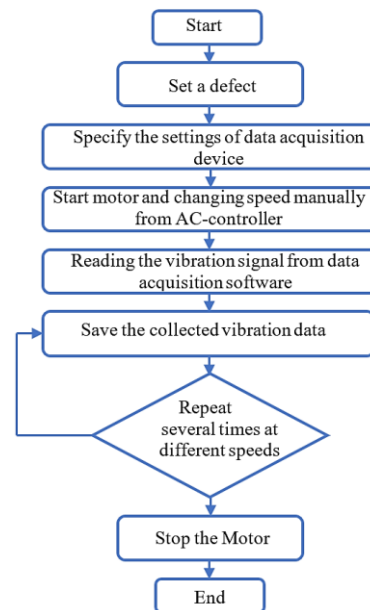 Start
Set a defect
Specify the settings of data acquisition
device
Start motor and changing speed manually
from AC-controller
Reading the vibration signal from data
acquisition software
Save the collected vibration data
Repeat
several times at
different speeds
Stop the Motor
End